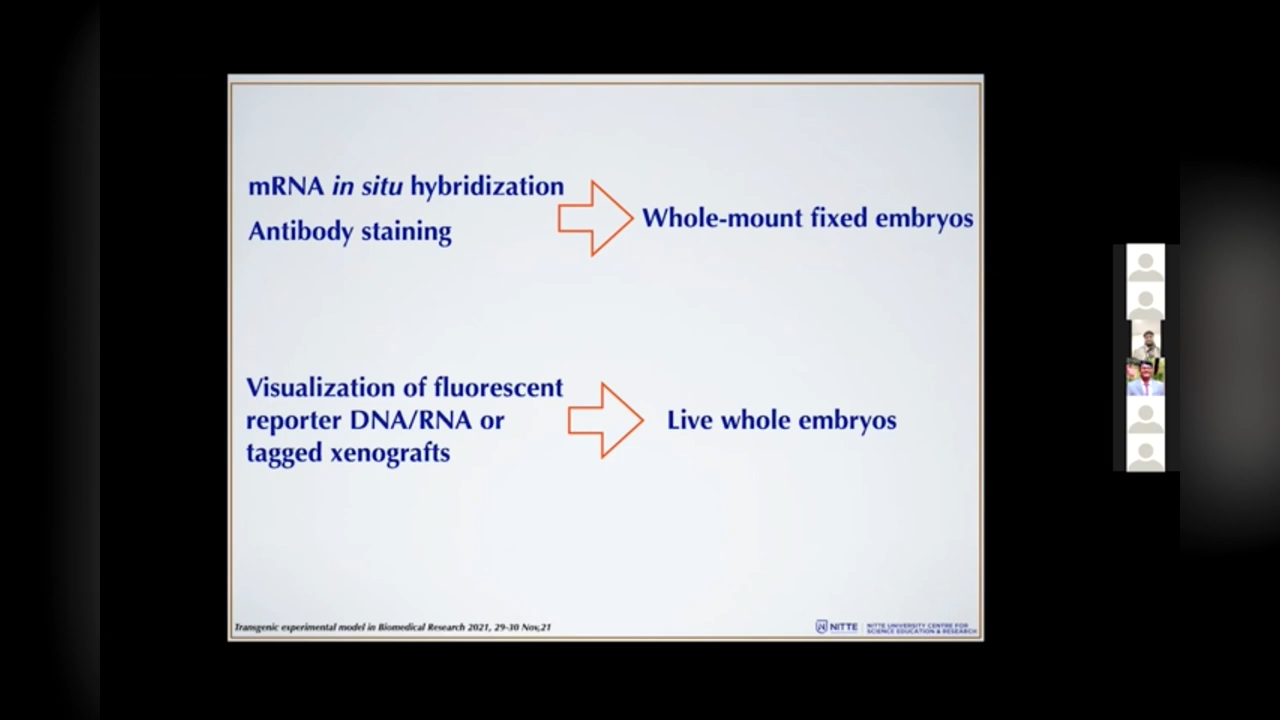 mRNA in situ hybridization
Antibody staining
Whole-mount fixed embryos
Visualization of fluorescent
reporter DNA/RNA or
tagged xenografts
Live whole embryos
Transgenic experimental model in Biomedical Research 2021, 29-30 Nov,21
NITTE
NITTE UNIVERSITY CENTRE FOR
SCIENCE EDUCATION & RESEARCH